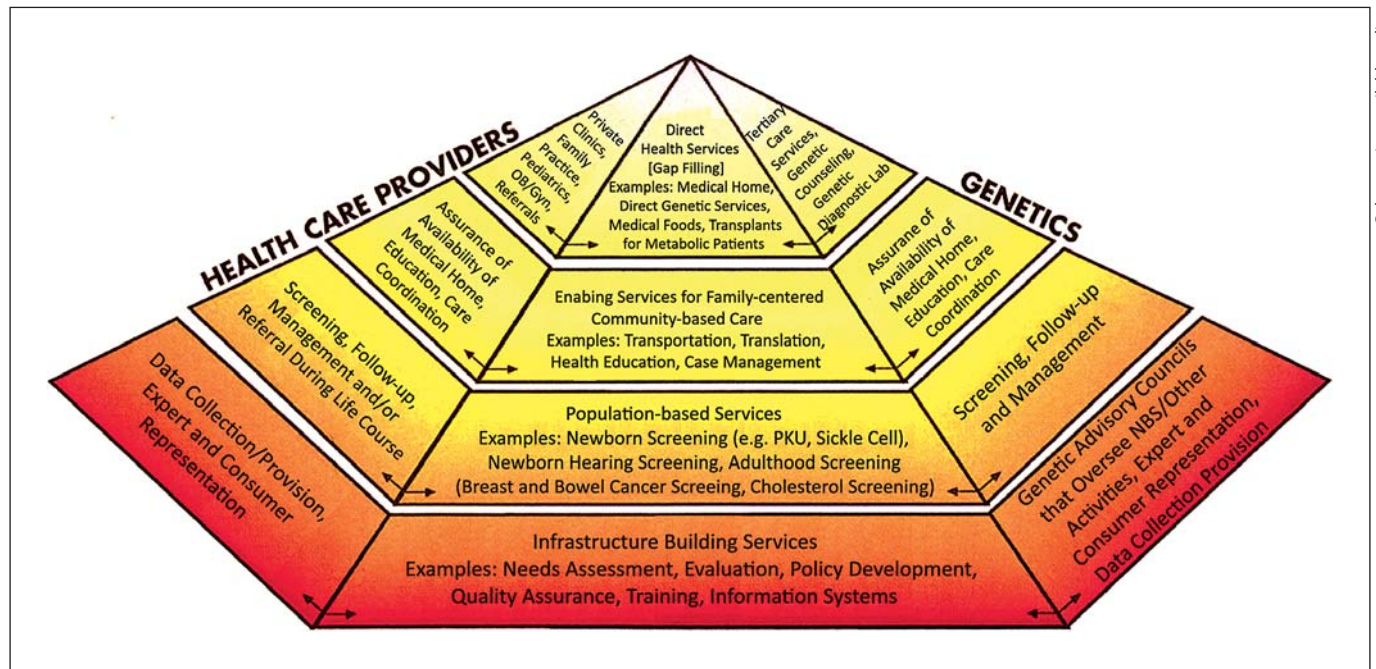 HEALTH CARE PROVIDERS
GENETICS
Private
Clinics,
Family
Practice,
Pediatrics,
OB/Gyn,
Referrals
Direct
Health Services
[Gap Filling]
Examples: Medical Home,
Direct Genetic Services,
Medical Foods, Transplants
for Metabolic Patients
Tertiary
Care
Services,
Genetic
Counseling,
Genetic
Diagnostic Lab
Assurance of
Availability of
Medical Home,
Education, Care
Coordination
Enabing Services for Family-centered
Community-based Care
Examples: Transportation, Translation,
Health Education, Case Management
Assurane of
Availability of
Medical Home,
Education, Care
Coordination
Screening, Follow-up,
Management and/or
Referral During Life Course
Population-based Services
Examples: Newborn Screening (e.g. PKU, Sickle Cell),
Newborn Hearing Screening, Adulthood Screening
(Breast and Bowel Cancer Screeing, Cholesterol Screening)
Screening, Follow-up
and Management
Data Collection/Provision,
Expert and Consumer
Representation
Infrastructure Building Services
Examples: Needs Assessment, Evaluation, Policy Development,
Quality Assurance, Training, Information Systems
Genetic Advisory Councils
that Oversee NBS/Other
Activities, Expert and
Consumer Representation,
Data Collection Provision